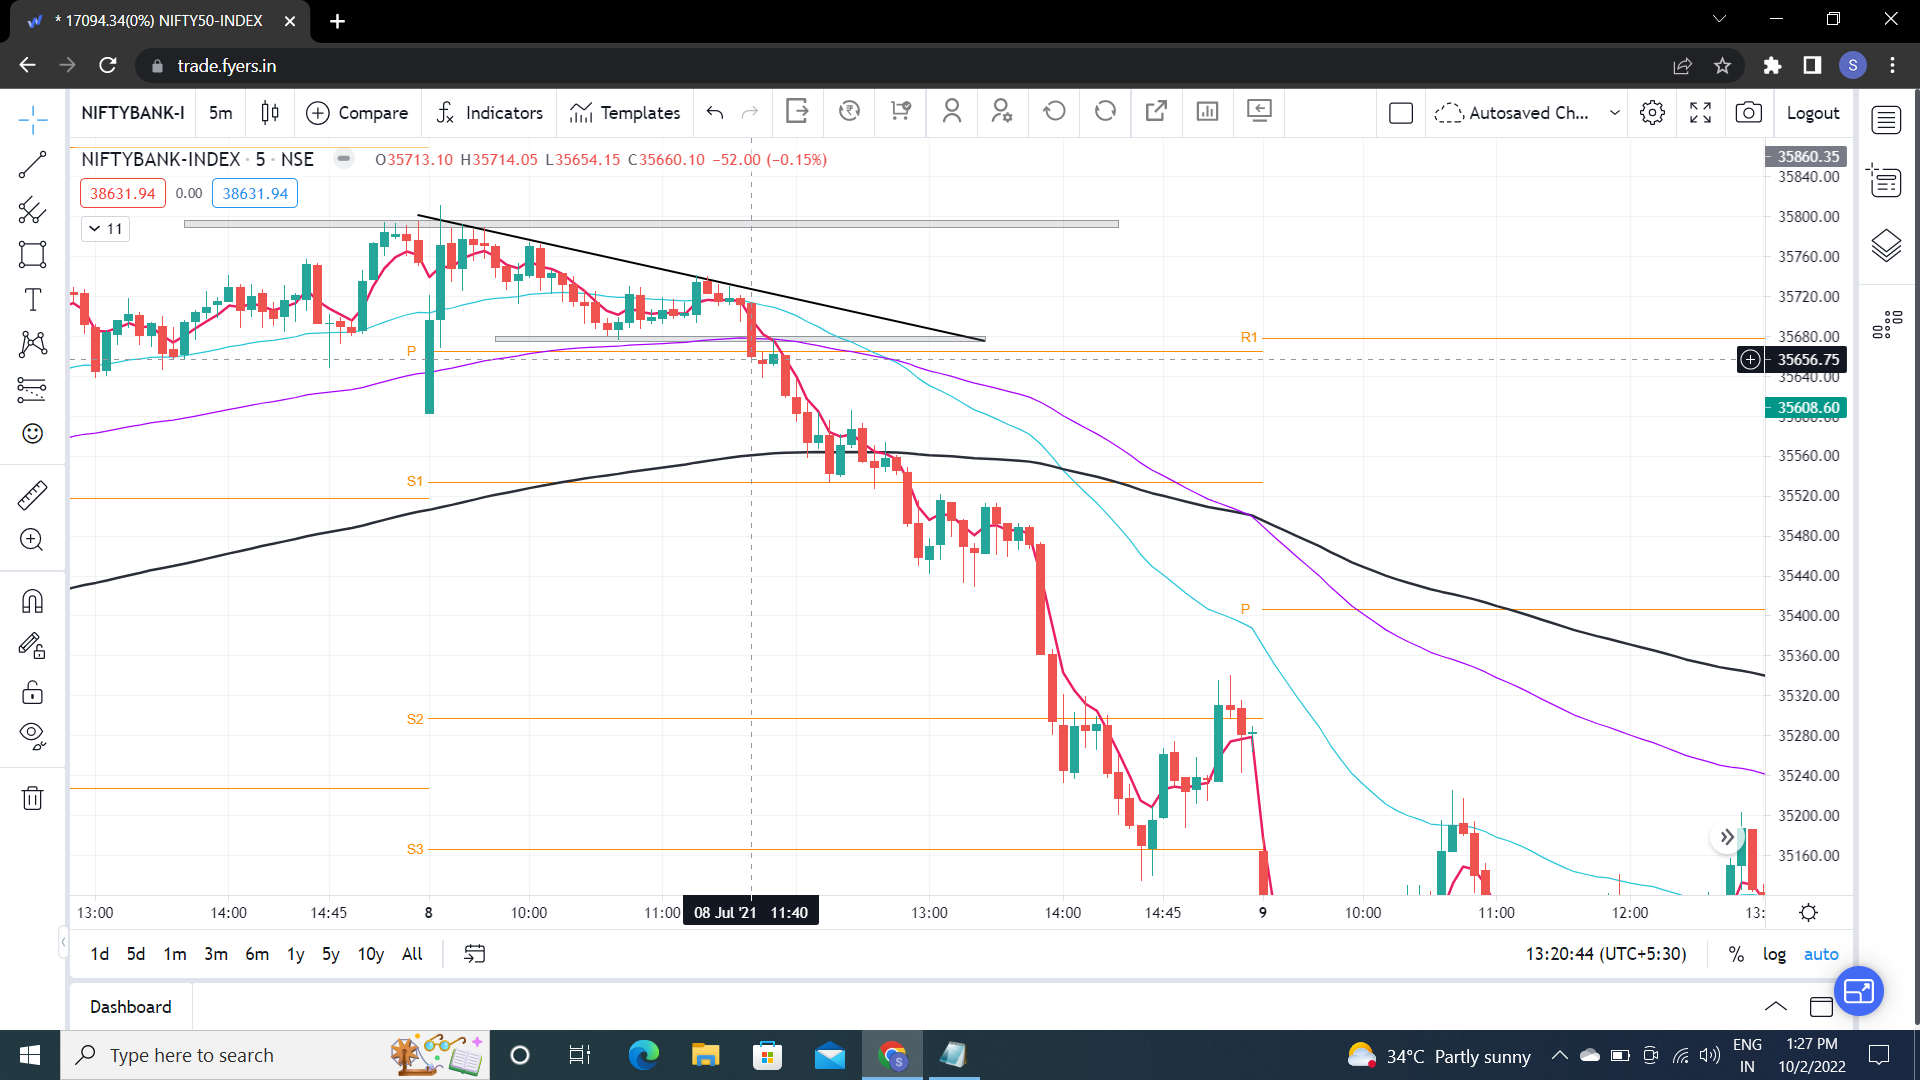 * 17094.34(0%) NIFTY50-INDEX
trade.fyers.in
S
NIFTYBANK-I 5m Compare Indicators Templates Autosaved Ch... Logout
NIFTYBANK-INDEX · 5 · NSE O35713.10 H35714.05 L35654.15 C35660.10 −52.00 (−0.15%)
38631.94 0.00 38631.94
11
35860.35
35840.00
35800.00
35760.00
35720.00
35680.00
35656.75
35640.00
35608.60
35600.00
35560.00
35520.00
35480.00
35440.00
35400.00
35360.00
35320.00
35280.00
35240.00
35200.00
35160.00
R1
P
S1
P
S2
S3
13:00 14:00 14:45 8 10:00 11:00 08 Jul '21 11:40 13:00 14:00 14:45 9 10:00 11:00 12:00 13:
1d 5d 1m 3m 6m 1y 5y 10y All 13:20:44 (UTC+5:30) % log auto
Dashboard
Type here to search
34°C Partly sunny
ENG
IN
1:27 PM
10/2/2022